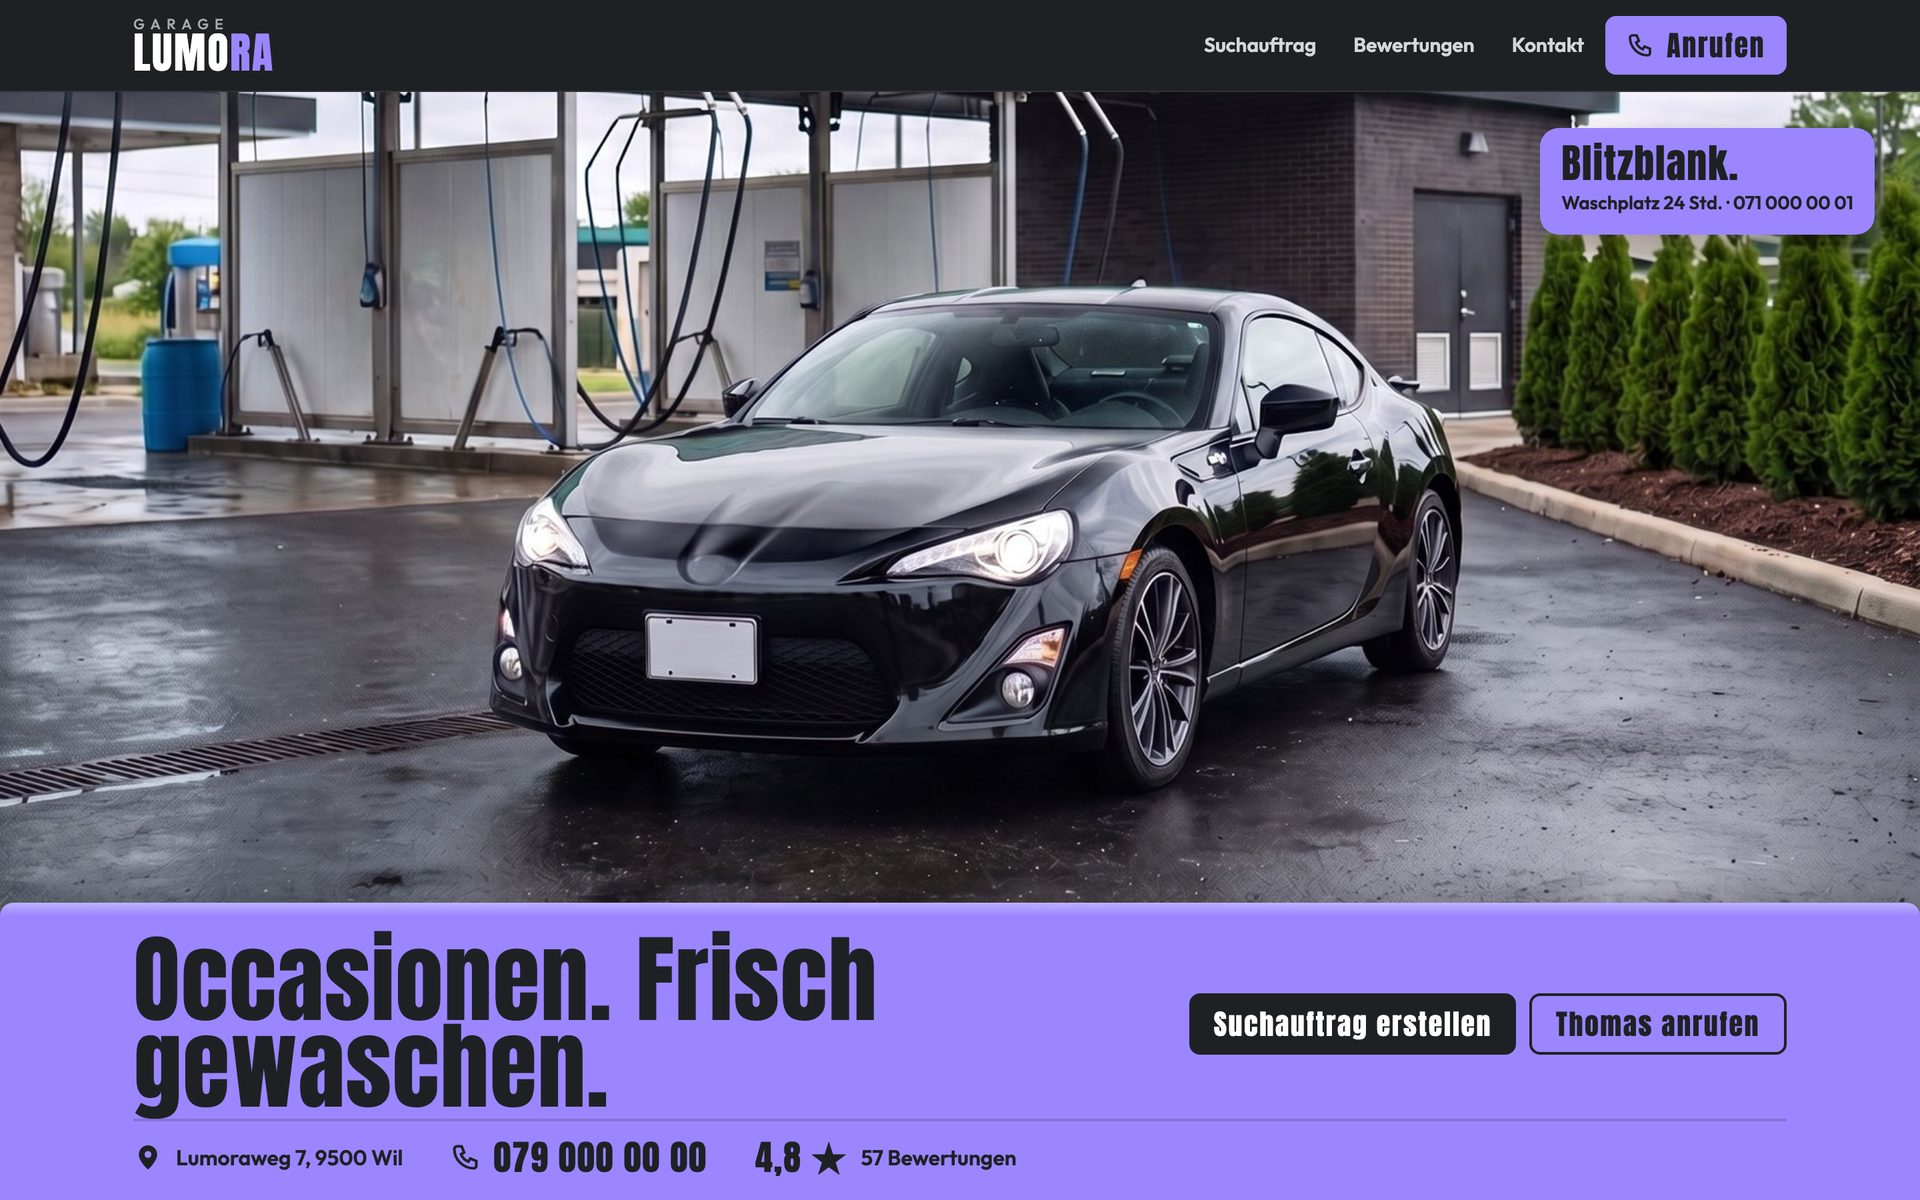 GARAGE
LUMORA
Suchauftrag
Bewertungen
Kontakt
Anrufen
Blitzblank.
Waschplatz 24 Std. · 071 000 00 01
Occasionen. Frisch
gewaschen.
Suchauftrag erstellen
Thomas anrufen
Lumoraweg 7, 9500 Wil
079 000 00 00
4,8 ★ 57 Bewertungen